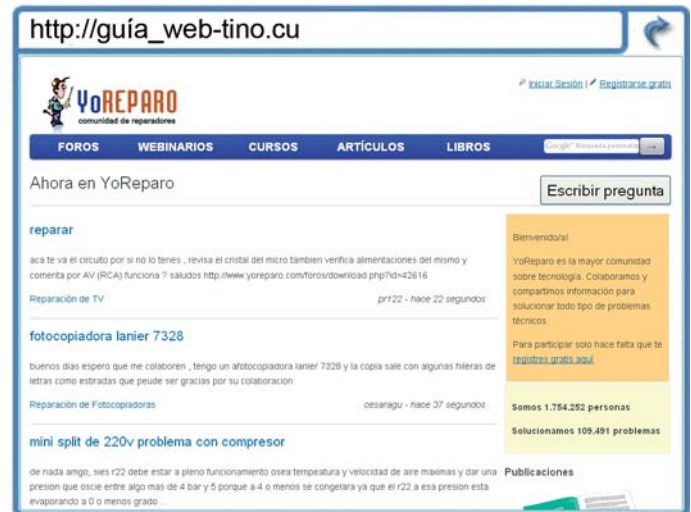 http://guía_web-tino.cu
YoREPARO
comunidad de reparadores
Iniciar Sesión | Registrarse gratis
FOROS WEBINARIOS CURSOS ARTÍCULOS LIBROS
Google
Ahora en YoReparo
Escribir pregunta
reparar
aca te va el circuito por si no lo tenes , revisa el cristal del micro tambien verifica alimentaciones del mismo y
comenta por AV (RCA) funciona ? saludos http://www.yoreparo.com/foros/download.php?id=42616
Reparación de TV
pr122 - hace 22 segundos
fotocopiadora lanier 7328
buenos dias espero que me colaboren , tengo un afotocopiadora lanier 7328 y la copia sale con algunas hileras de
letras como estiradas que peude ser gracias por su colaboracion
Reparación de Fotocopiadoras
cesaragu - hace 37 segundos
mini split de 220v problema con compresor
de nada amgo, sies r22 debe estar a pleno funcionamiento osea tempeatura y velocidad de aire maximas y dar una
presion que oscie entre algo mas de 4 bar y 5 porque a 4 o menos se congelara ya que el r22 a esa presion esta
evaporando a 0 o menos grado ..
Bienvenido/a!
YoReparo es la mayor comunidad
sobre tecnología. Colaboramos y
compartimos información para
solucionar todo tipo de problemas
técnicos.
Para participar solo hace falta que te
registres gratis aquí
Somos 1.754.252 personas
Solucionamos 109.491 problemas
Publicaciones